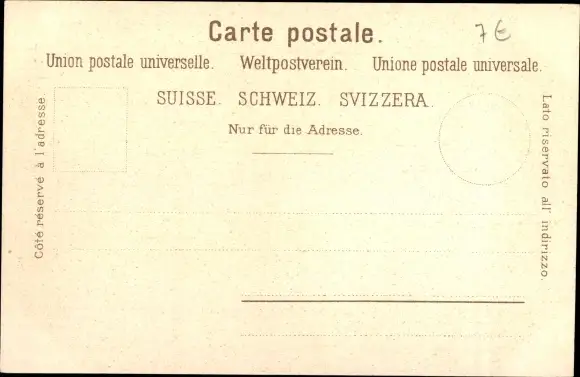 Carte postale.
7€
Union postale universelle. Weltpostverein. Unione postale universale.
SUISSE. SCHWEIZ. SVIZZERA.
Nur für die Adresse.
Côté réservé à l'adresse.
Lato riservato all' indirizzo.